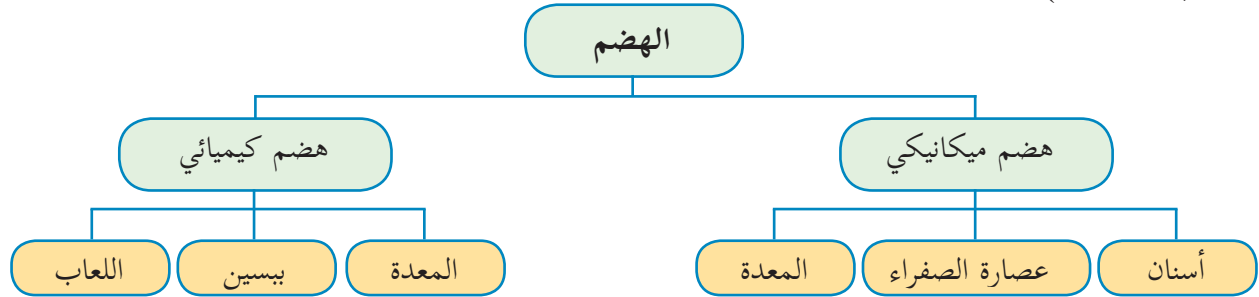 الهضم
هضم ميكانيكي
هضم كيميائي
أسنان
عصارة الصفراء
المعدة
المعدة
ببسين
اللعاب